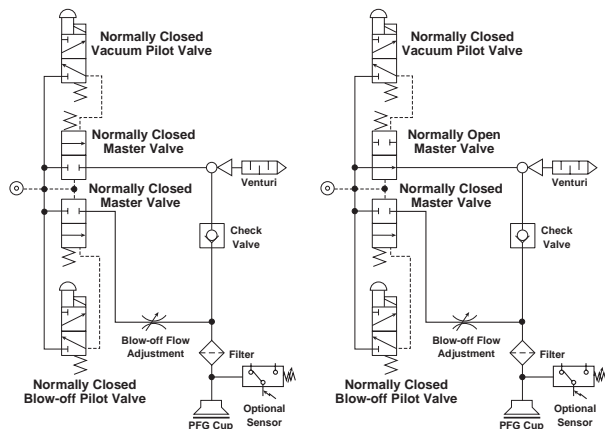 Normally Closed
Vacuum Pilot Valve
Normally Closed
Master Valve
Venturi
Normally Closed
Master Valve
Check
Valve
Blow-off Flow
Adjustment
Filter
Normally Closed
Blow-off Pilot Valve
PFG Cup
Optional
Sensor
Normally Closed
Vacuum Pilot Valve
Normally Open
Master Valve
Venturi
Normally Closed
Master Valve
Check
Valve
Blow-off Flow
Adjustment
Filter
Normally Closed
Blow-off Pilot Valve
PFG Cup
Optional
Sensor